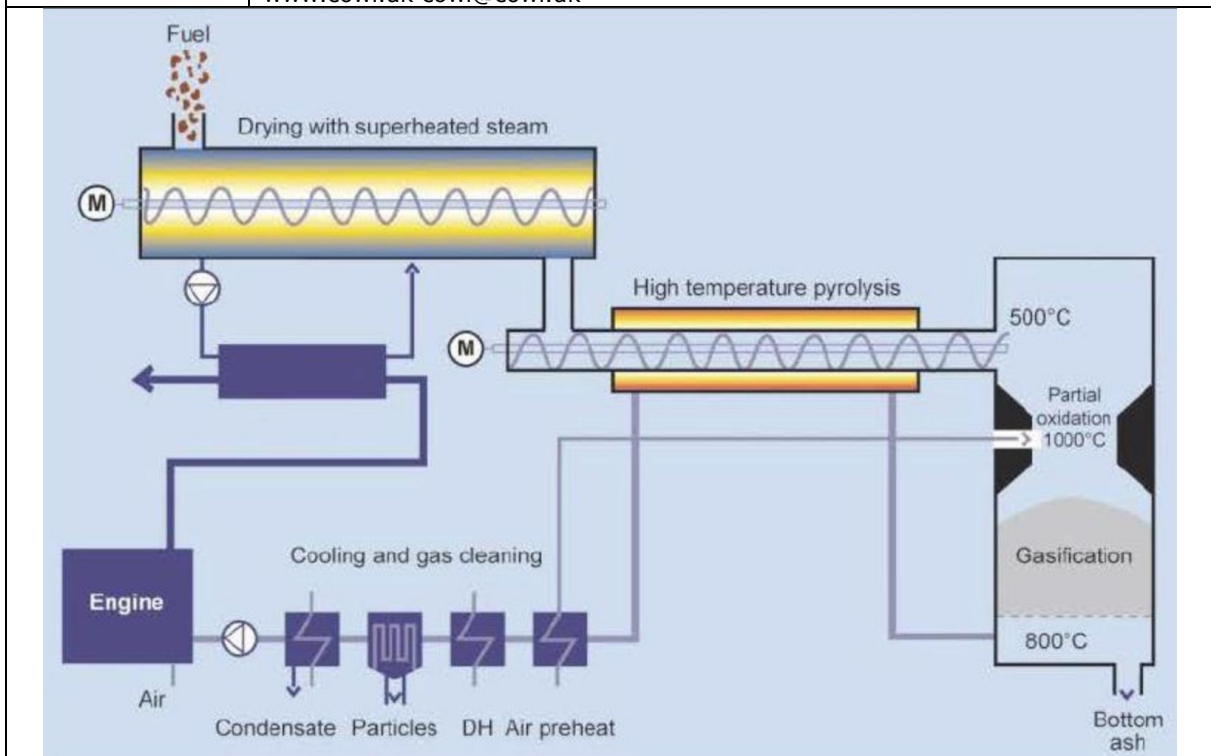 Fuel
Drying with superheated steam
M
High temperature pyrolysis
M
500°C
Partial
oxidation
1000°C
Cooling and gas cleaning
Gasification
Engine
800°C
Air
Condensate Particles DH Air preheat
Bottom
ash